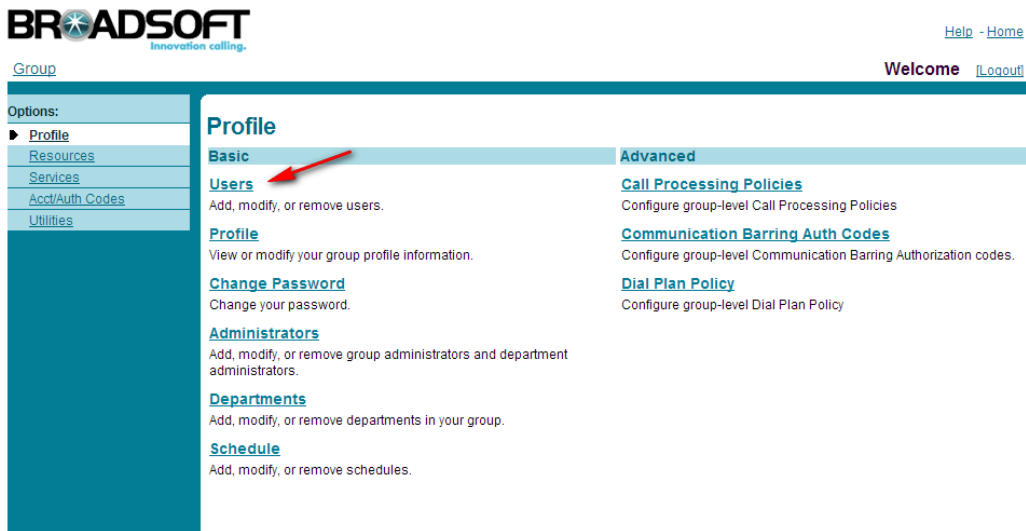 BROADSOFT
Innovation calling.
Help - Home
Group
Welcome [Logout]
Options:
Profile
Resources
Services
Acct/Auth Codes
Utilities
Profile
Basic
Users
Add, modify, or remove users.
Profile
View or modify your group profile information.
Change Password
Change your password.
Administrators
Add, modify, or remove group administrators and department
administrators.
Departments
Add, modify, or remove departments in your group.
Schedule
Add, modify, or remove schedules.
Advanced
Call Processing Policies
Configure group-level Call Processing Policies
Communication Barring Auth Codes
Configure group-level Communication Barring Authorization codes.
Dial Plan Policy
Configure group-level Dial Plan Policy